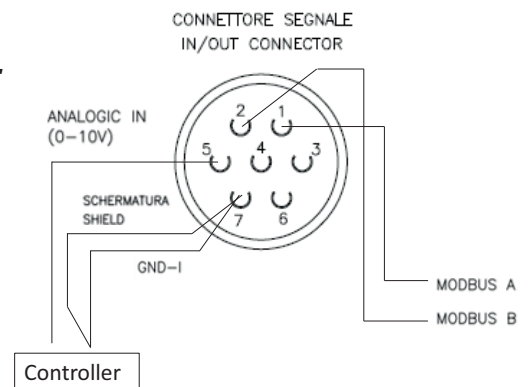 CONNETTORE SEGNALE
IN/OUT CONNECTOR
ANALOGIC IN
(0-10V)
2
1
5
4
3
SCHERMATURA
SHIELD
7
6
GND-I
MODBUS A
MODBUS B
Controller